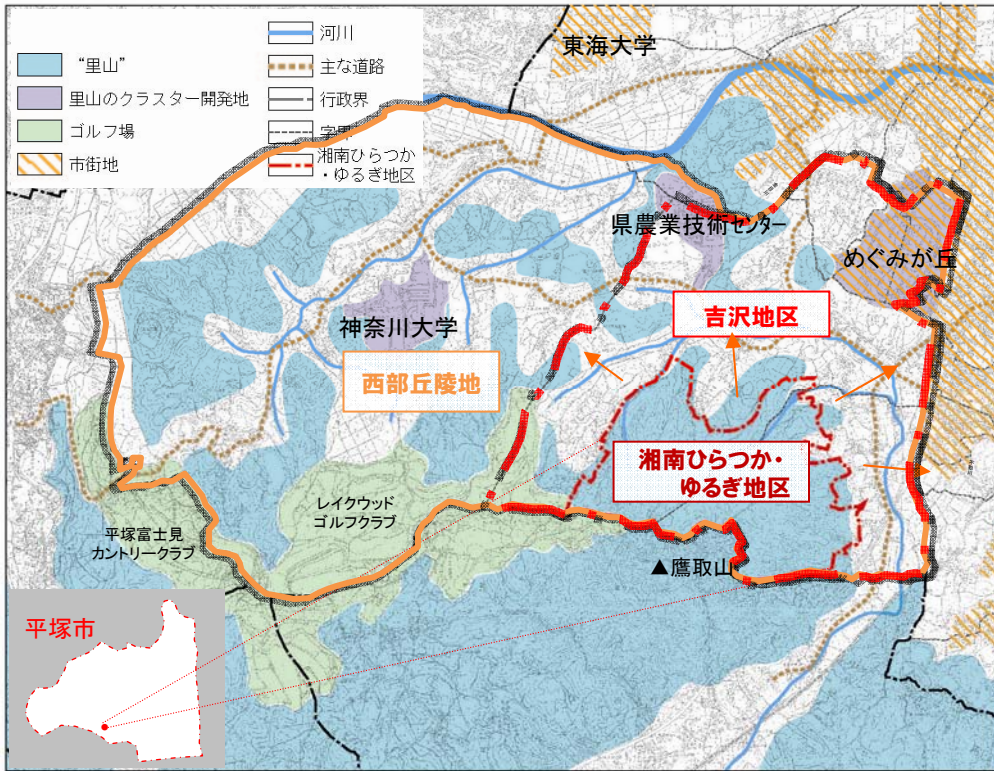 "里山"
里山のクラスター開発地
ゴルフ場
市街地
河川
主な道路
行政界
字界
湘南ひらつか
・ゆるぎ地区
東海大学
県農業技術センター
めぐみが丘
吉沢地区
神奈川大学
西部丘陵地
湘南ひらつか・
ゆるぎ地区
レイクウッド
ゴルフクラブ
平塚富士見
カントリークラブ
▲鷹取山
平塚市